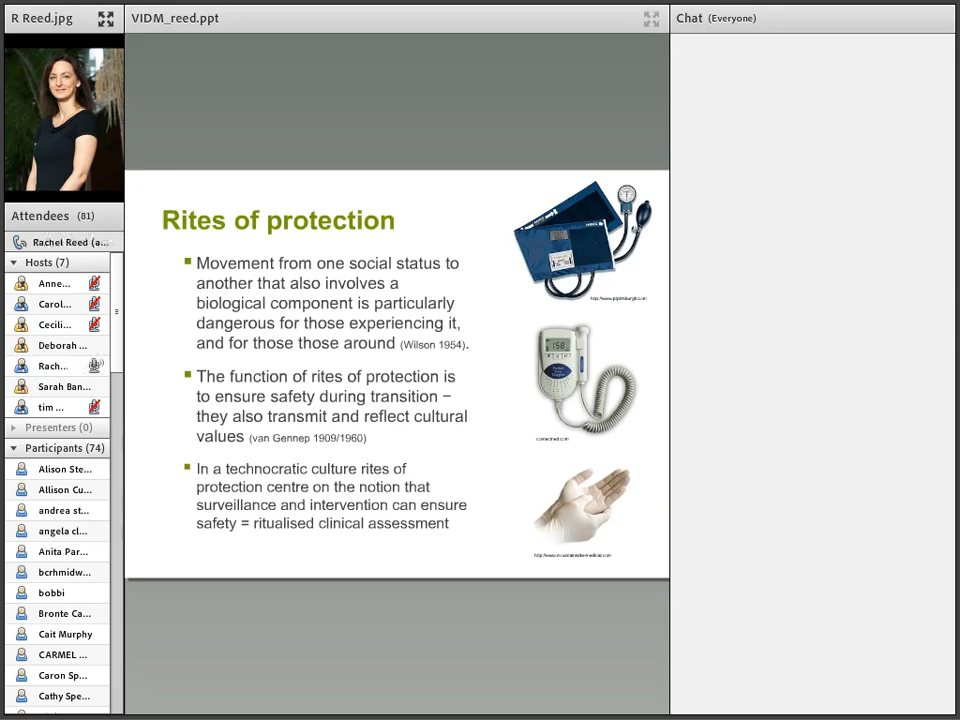 R Reed.jpg
VIDM_reed.ppt
Chat (Everyone)
Attendees (81)
Rachel Reed (a...
Hosts (7)
Anne...
Carol...
Cecili...
Deborah ...
Rach...
Sarah Ban...
tim ...
Presenters (0)
Participants (74)
Alison Ste...
Allison Cu...
andrea st...
angela cl...
Anita Par...
bcrhmidw...
bobbi
Bronte Ca...
Cait Murphy
CARMEL ...
Caron Sp...
Cathy Spe...
Rites of protection
Movement from one social status to
another that also involves a
biological component is particularly
dangerous for those experiencing it,
and for those those around (Wilson 1954).
The function of rites of protection is
to ensure safety during transition –
they also transmit and reflect cultural
values (van Gennep 1909/1960)
In a technocratic culture rites of
protection centre on the notion that
surveillance and intervention can ensure
safety = ritualised clinical assessment
158